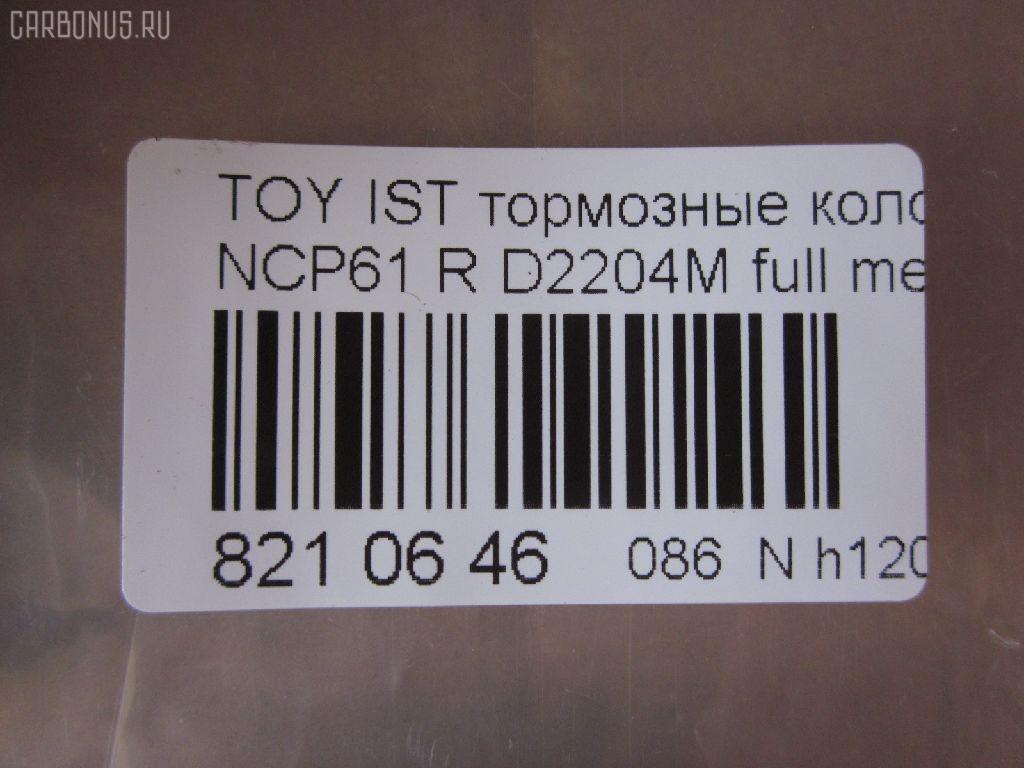 CARBONUS.RU
TOY IST тормозные коло
NCP61 R D2204M full me
821 06 46 086 N h120